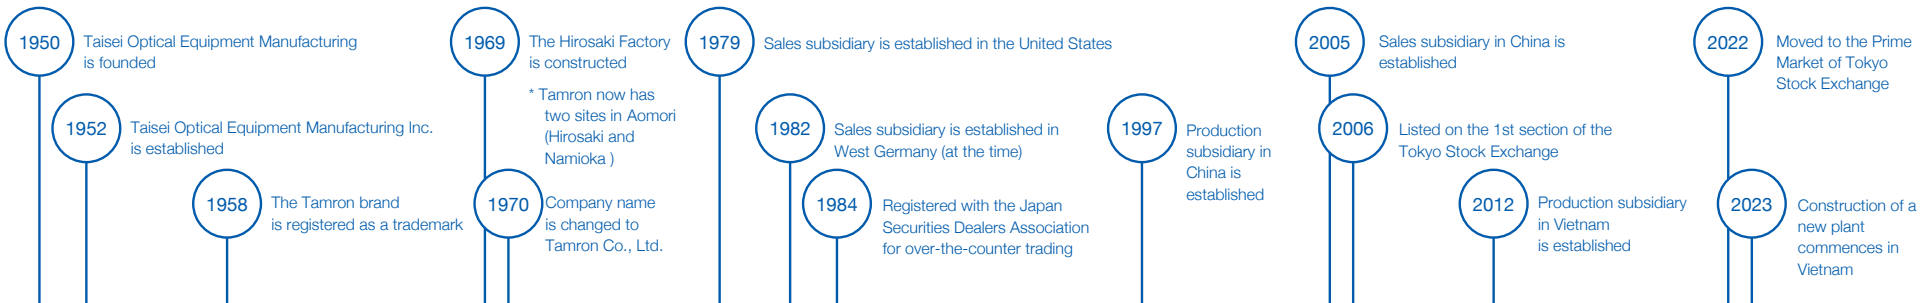 1950
Taisei Optical Equipment Manufacturing
is founded
1952
Taisei Optical Equipment Manufacturing Inc.
is established
1958
The Tamron brand
is registered as a trademark
1969
The Hirosaki Factory
is constructed
* Tamron now has
two sites in Aomori
(Hirosaki and
Namioka )
1970
Company name
is changed to
Tamron Co., Ltd.
1979
Sales subsidiary is established in the United States
1982
Sales subsidiary is established in
West Germany (at the time)
1984
Registered with the Japan
Securities Dealers Association
for over-the-counter trading
1997
Production
subsidiary in
China is
established
2005
Sales subsidiary in China is
established
2006
Listed on the 1st section of the
Tokyo Stock Exchange
2012
Production subsidiary
in Vietnam
is established
2022
Moved to the Prime
Market of Tokyo
Stock Exchange
2023
Construction of a
new plant
commences in
Vietnam